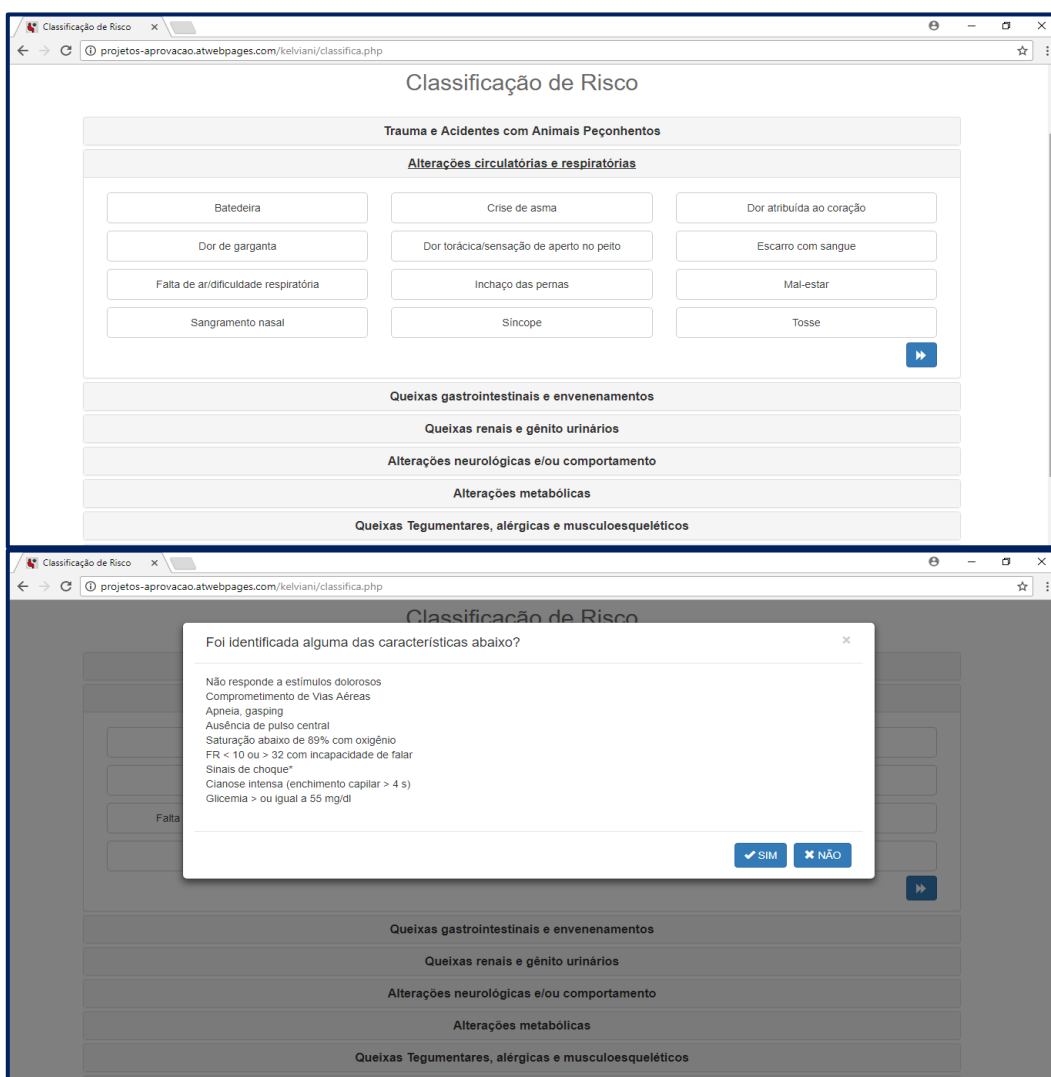 Classificação de Risco
projetos-aprovacao.atwebpages.com/kelviani/classifica.php
Classificação de Risco
Trauma e Acidentes com Animais Peçonhentos
Alterações circulatórias e respiratórias
Batedeira Crise de asma Dor atribuída ao coração
Dor de garganta Dor torácica/sensação de aperto no peito Escarro com sangue
Falta de ar/dificuldade respiratória Inchaço das pernas Mal-estar
Sangramento nasal Síncope Tosse
Queixas gastrointestinais e envenenamentos
Queixas renais e gênito urinários
Alterações neurológicas e/ou comportamento
Alterações metabólicas
Queixas Tegumentares, alérgicas e musculoesqueléticos
Classificação de Risco
projetos-aprovacao.atwebpages.com/kelviani/classifica.php
Classificação de Risco
Foi identificada alguma das características abaixo? ×
Não responde a estímulos dolorosos
Comprometimento de Vias Aéreas
Apneia, gasping
Ausência de pulso central
Saturação abaixo de 89% com oxigênio
FR < 10 ou > 32 com incapacidade de falar
Sinais de choque*
Cianose intensa (enchimento capilar > 4 s)
Glicemia > ou igual a 55 mg/dl
Falta
SIM NÃO
Queixas gastrointestinais e envenenamentos
Queixas renais e gênito urinários
Alterações neurológicas e/ou comportamento
Alterações metabólicas
Queixas Tegumentares, alérgicas e musculoesqueléticos